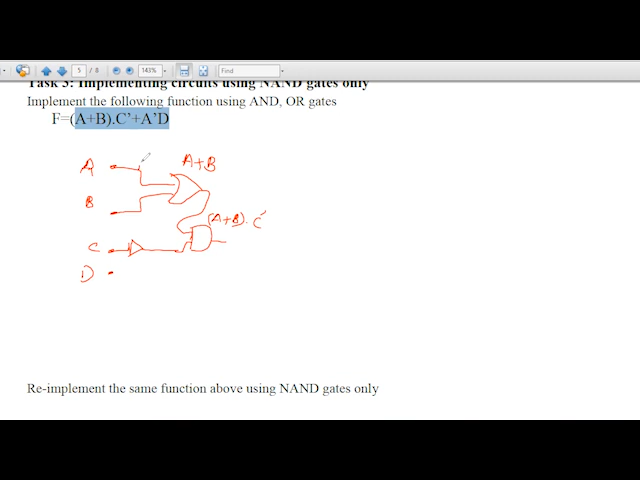 5 / 8 143% Find
Task 3: Implementing circuits using NAND gates only
Implement the following function using AND, OR gates
F=(A+B).C'+A'D
A
A+B
B
(A+B).C'
C
D
Re-implement the same function above using NAND gates only